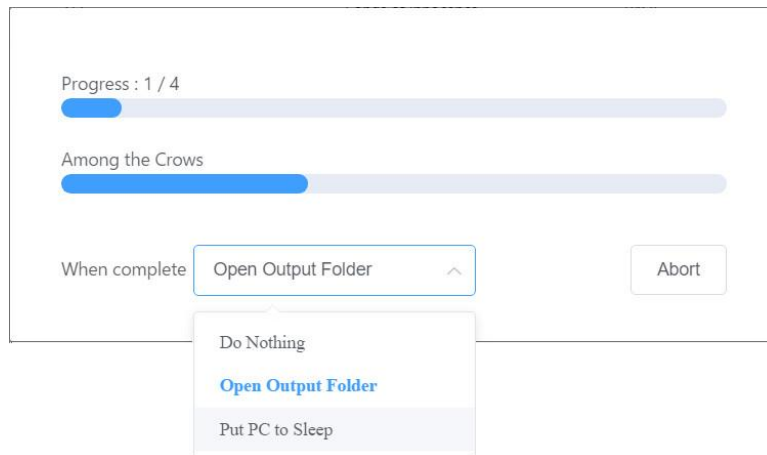 Progress : 1 / 4
Among the Crows
When complete Open Output Folder Abort
Do Nothing
Open Output Folder
Put PC to Sleep